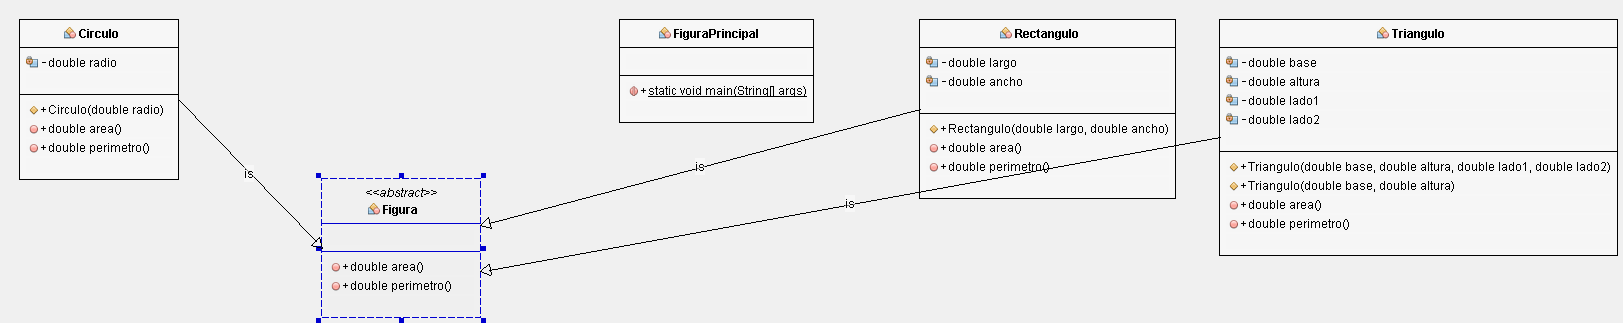 Circulo
- double radio
+ Circulo(double radio)
+ double area()
+ double perimetro()
is
<<abstract>>
Figura
+ double area()
+ double perimetro()
FiguraPrincipal
+ static void main(String[] args)
is
Rectangulo
- double largo
- double ancho
+ Rectangulo(double largo, double ancho)
+ double area()
+ double perimetro()
is
Triangulo
- double base
- double altura
- double lado1
- double lado2
+ Triangulo(double base, double altura, double lado1, double lado2)
+ Triangulo(double base, double altura)
+ double area()
+ double perimetro()